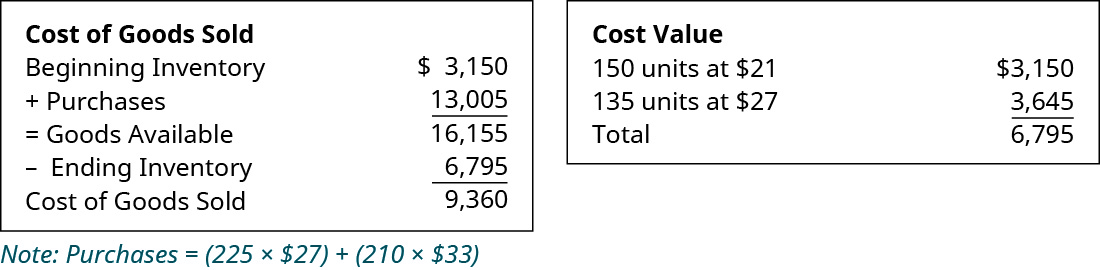 Cost of Goods Sold
Beginning Inventory $ 3,150
+ Purchases 13,005
= Goods Available 16,155
– Ending Inventory 6,795
Cost of Goods Sold 9,360
Cost Value
150 units at $21 $3,150
135 units at $27 3,645
Total 6,795
Note: Purchases = (225 × $27) + (210 × $33)